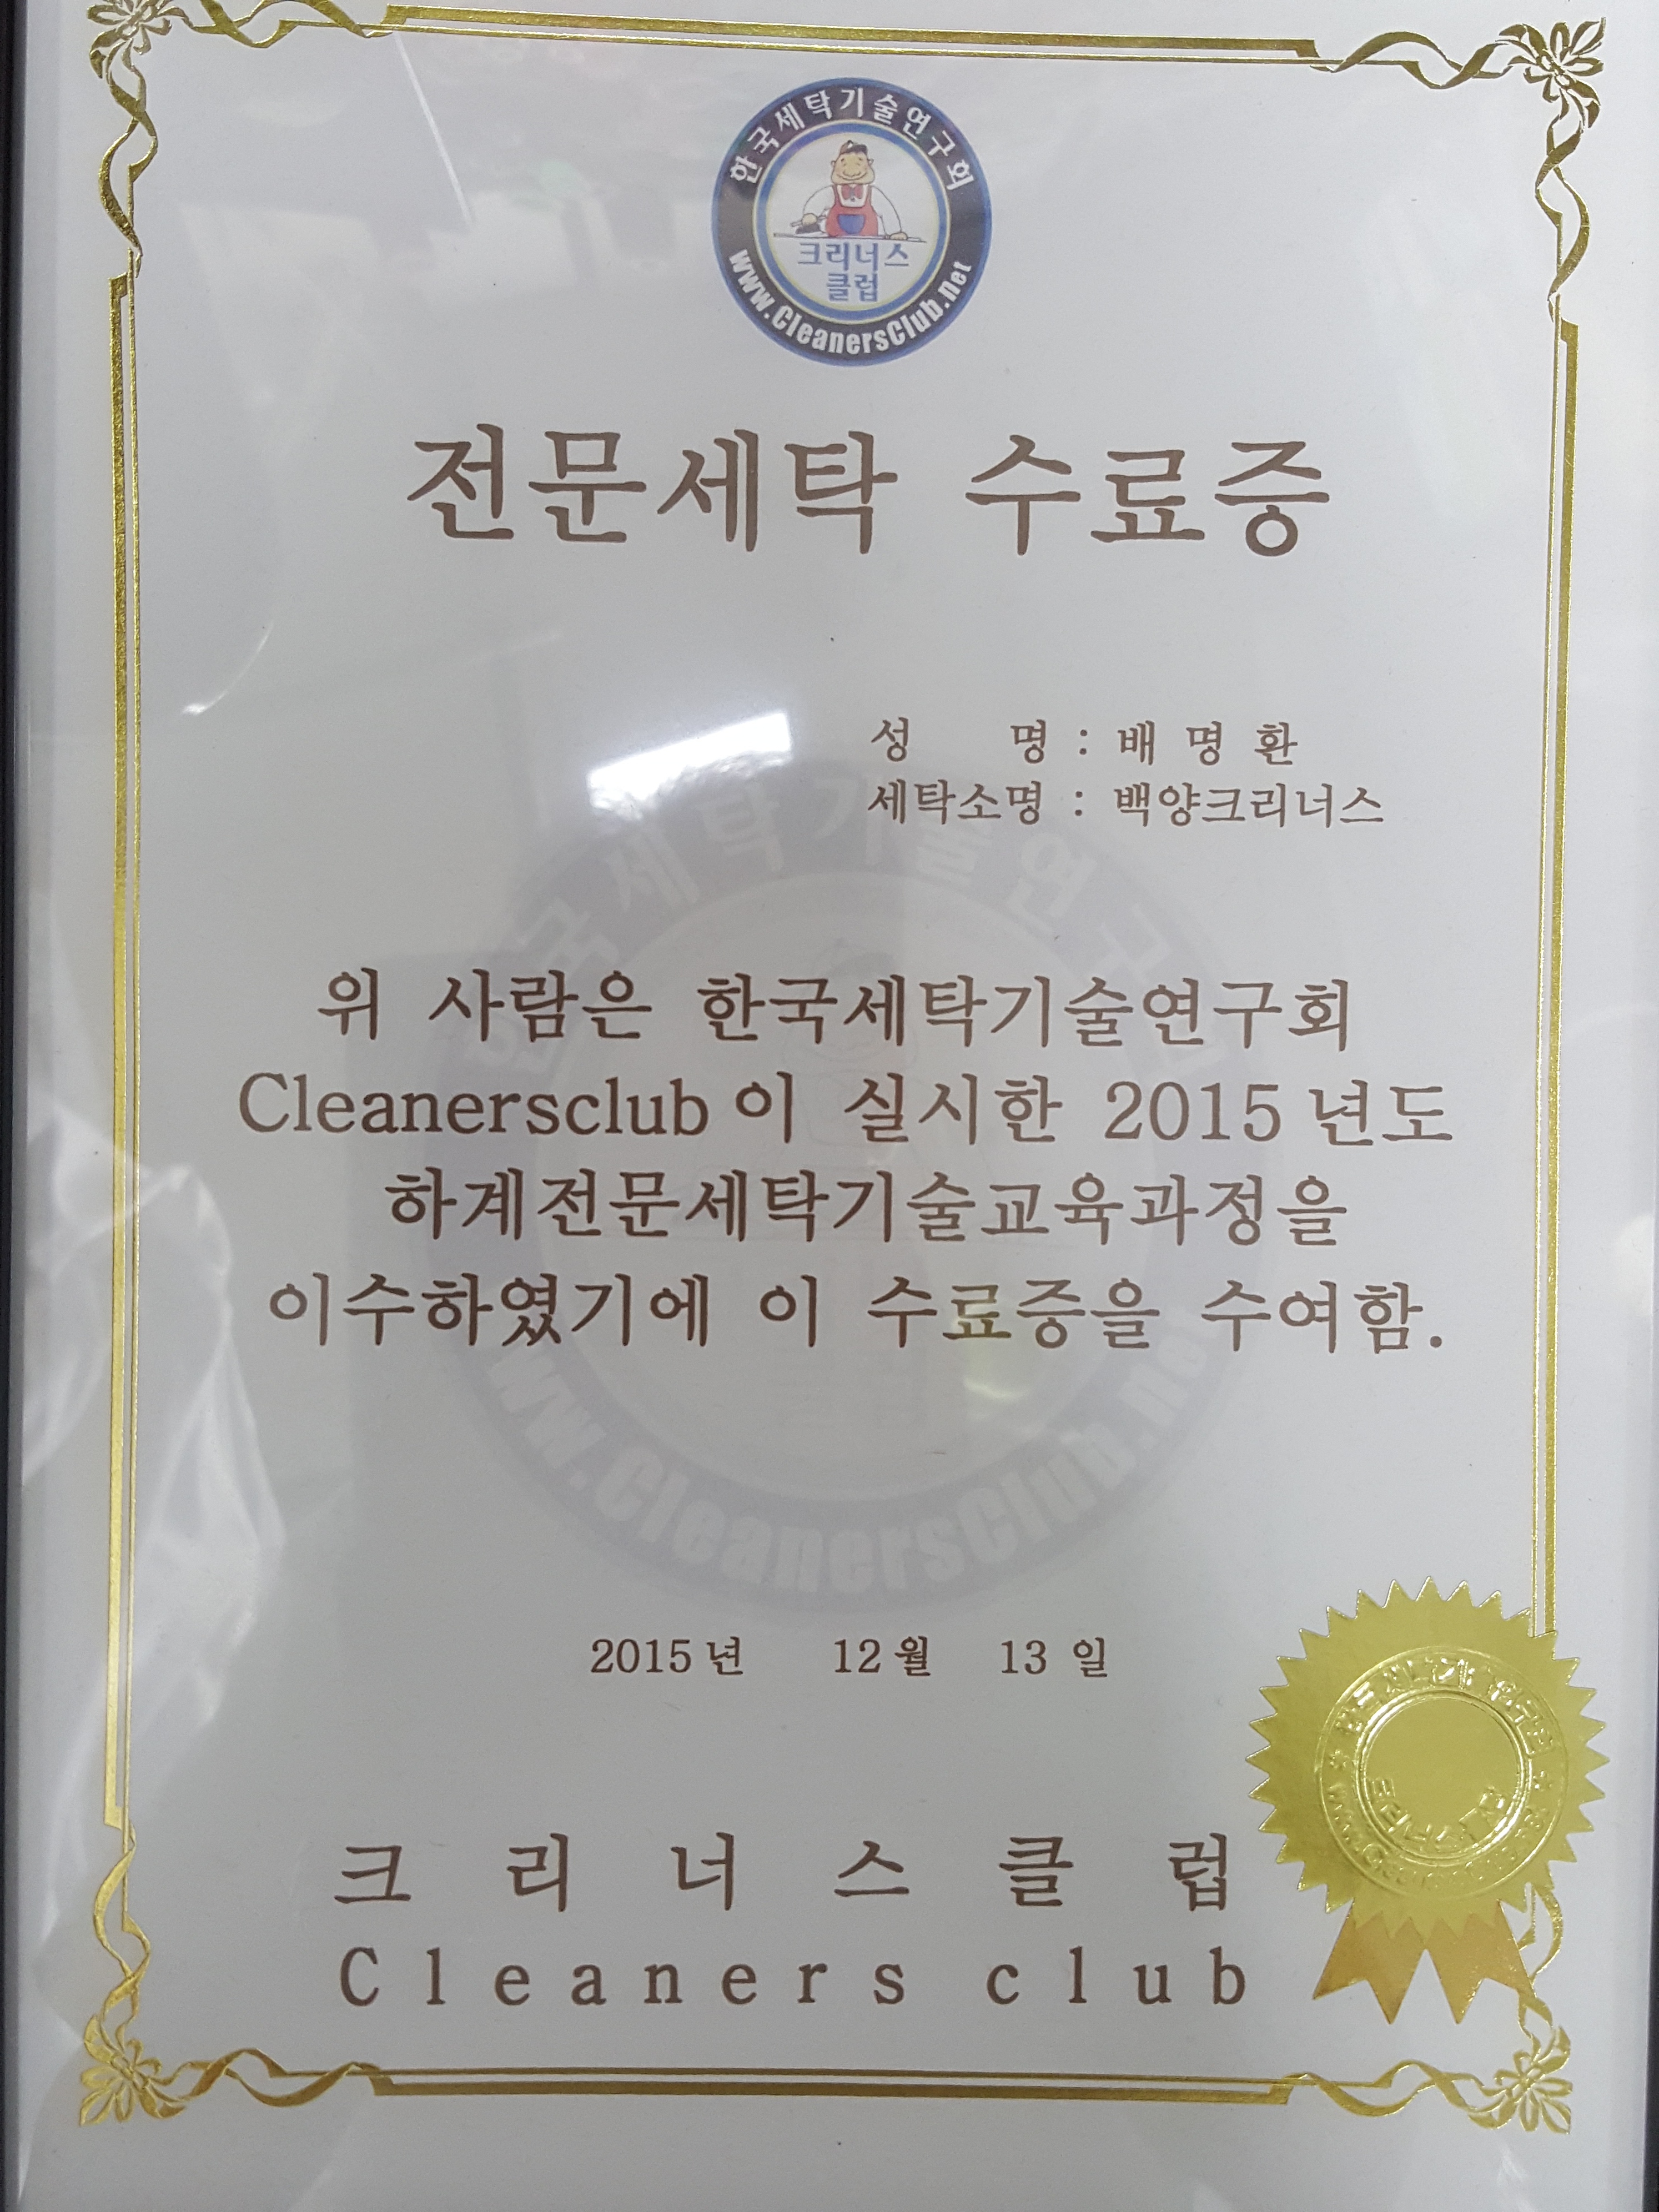 한국세탁기술연구회
크리너스
클럽
www.CleanersClub.net
전문세탁 수료증
성 명 : 배 명 환
세탁소명 : 백양크리너스
위 사람은 한국세탁기술연구회
Cleanersclub 이 실시한 2015 년도
하계전문세탁기술교육과정을
이수하였기에 이 수료증을 수여함.
2015 년 12 월 13 일
크 리 너 스 클 럽
Cleaners club